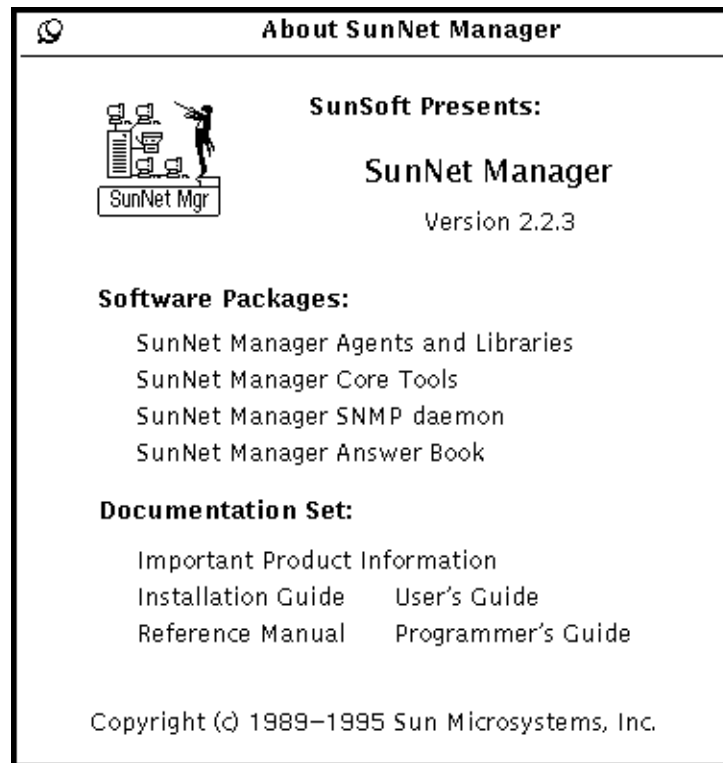 About SunNet Manager
SunSoft Presents:
SunNet Mgr
SunNet Manager
Version 2.2.3
Software Packages:
SunNet Manager Agents and Libraries
SunNet Manager Core Tools
SunNet Manager SNMP daemon
SunNet Manager Answer Book
Documentation Set:
Important Product Information
Installation Guide User's Guide
Reference Manual Programmer's Guide
Copyright (c) 1989–1995 Sun Microsystems, Inc.